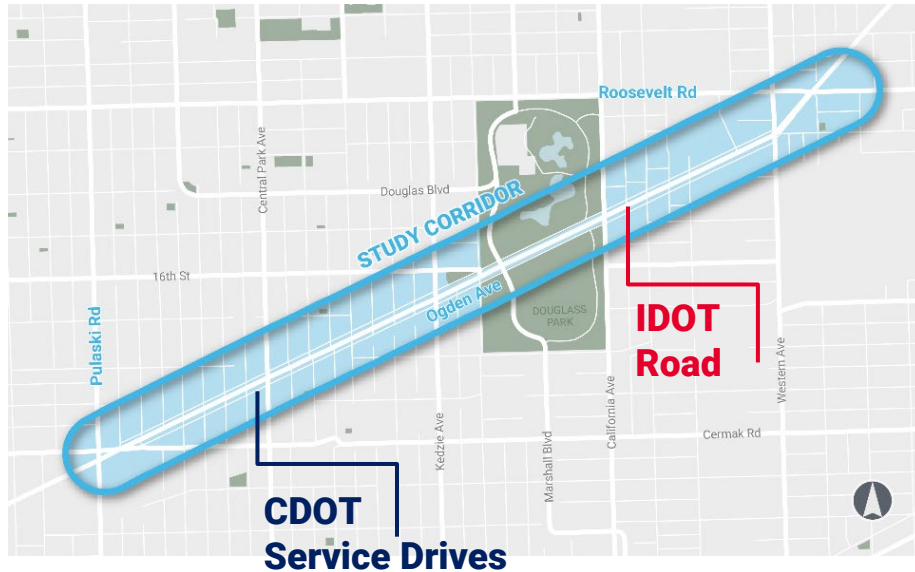 Roosevelt Rd
Central Park Ave
Douglas Blvd
STUDY CORRIDOR
16th St
Ogden Ave
DOUGLASS
PARK
Pulaski Rd
IDOT
Road
Western Ave
California Ave
Kedzie Ave
Marshall Blvd
Cermak Rd
CDOT
Service Drives